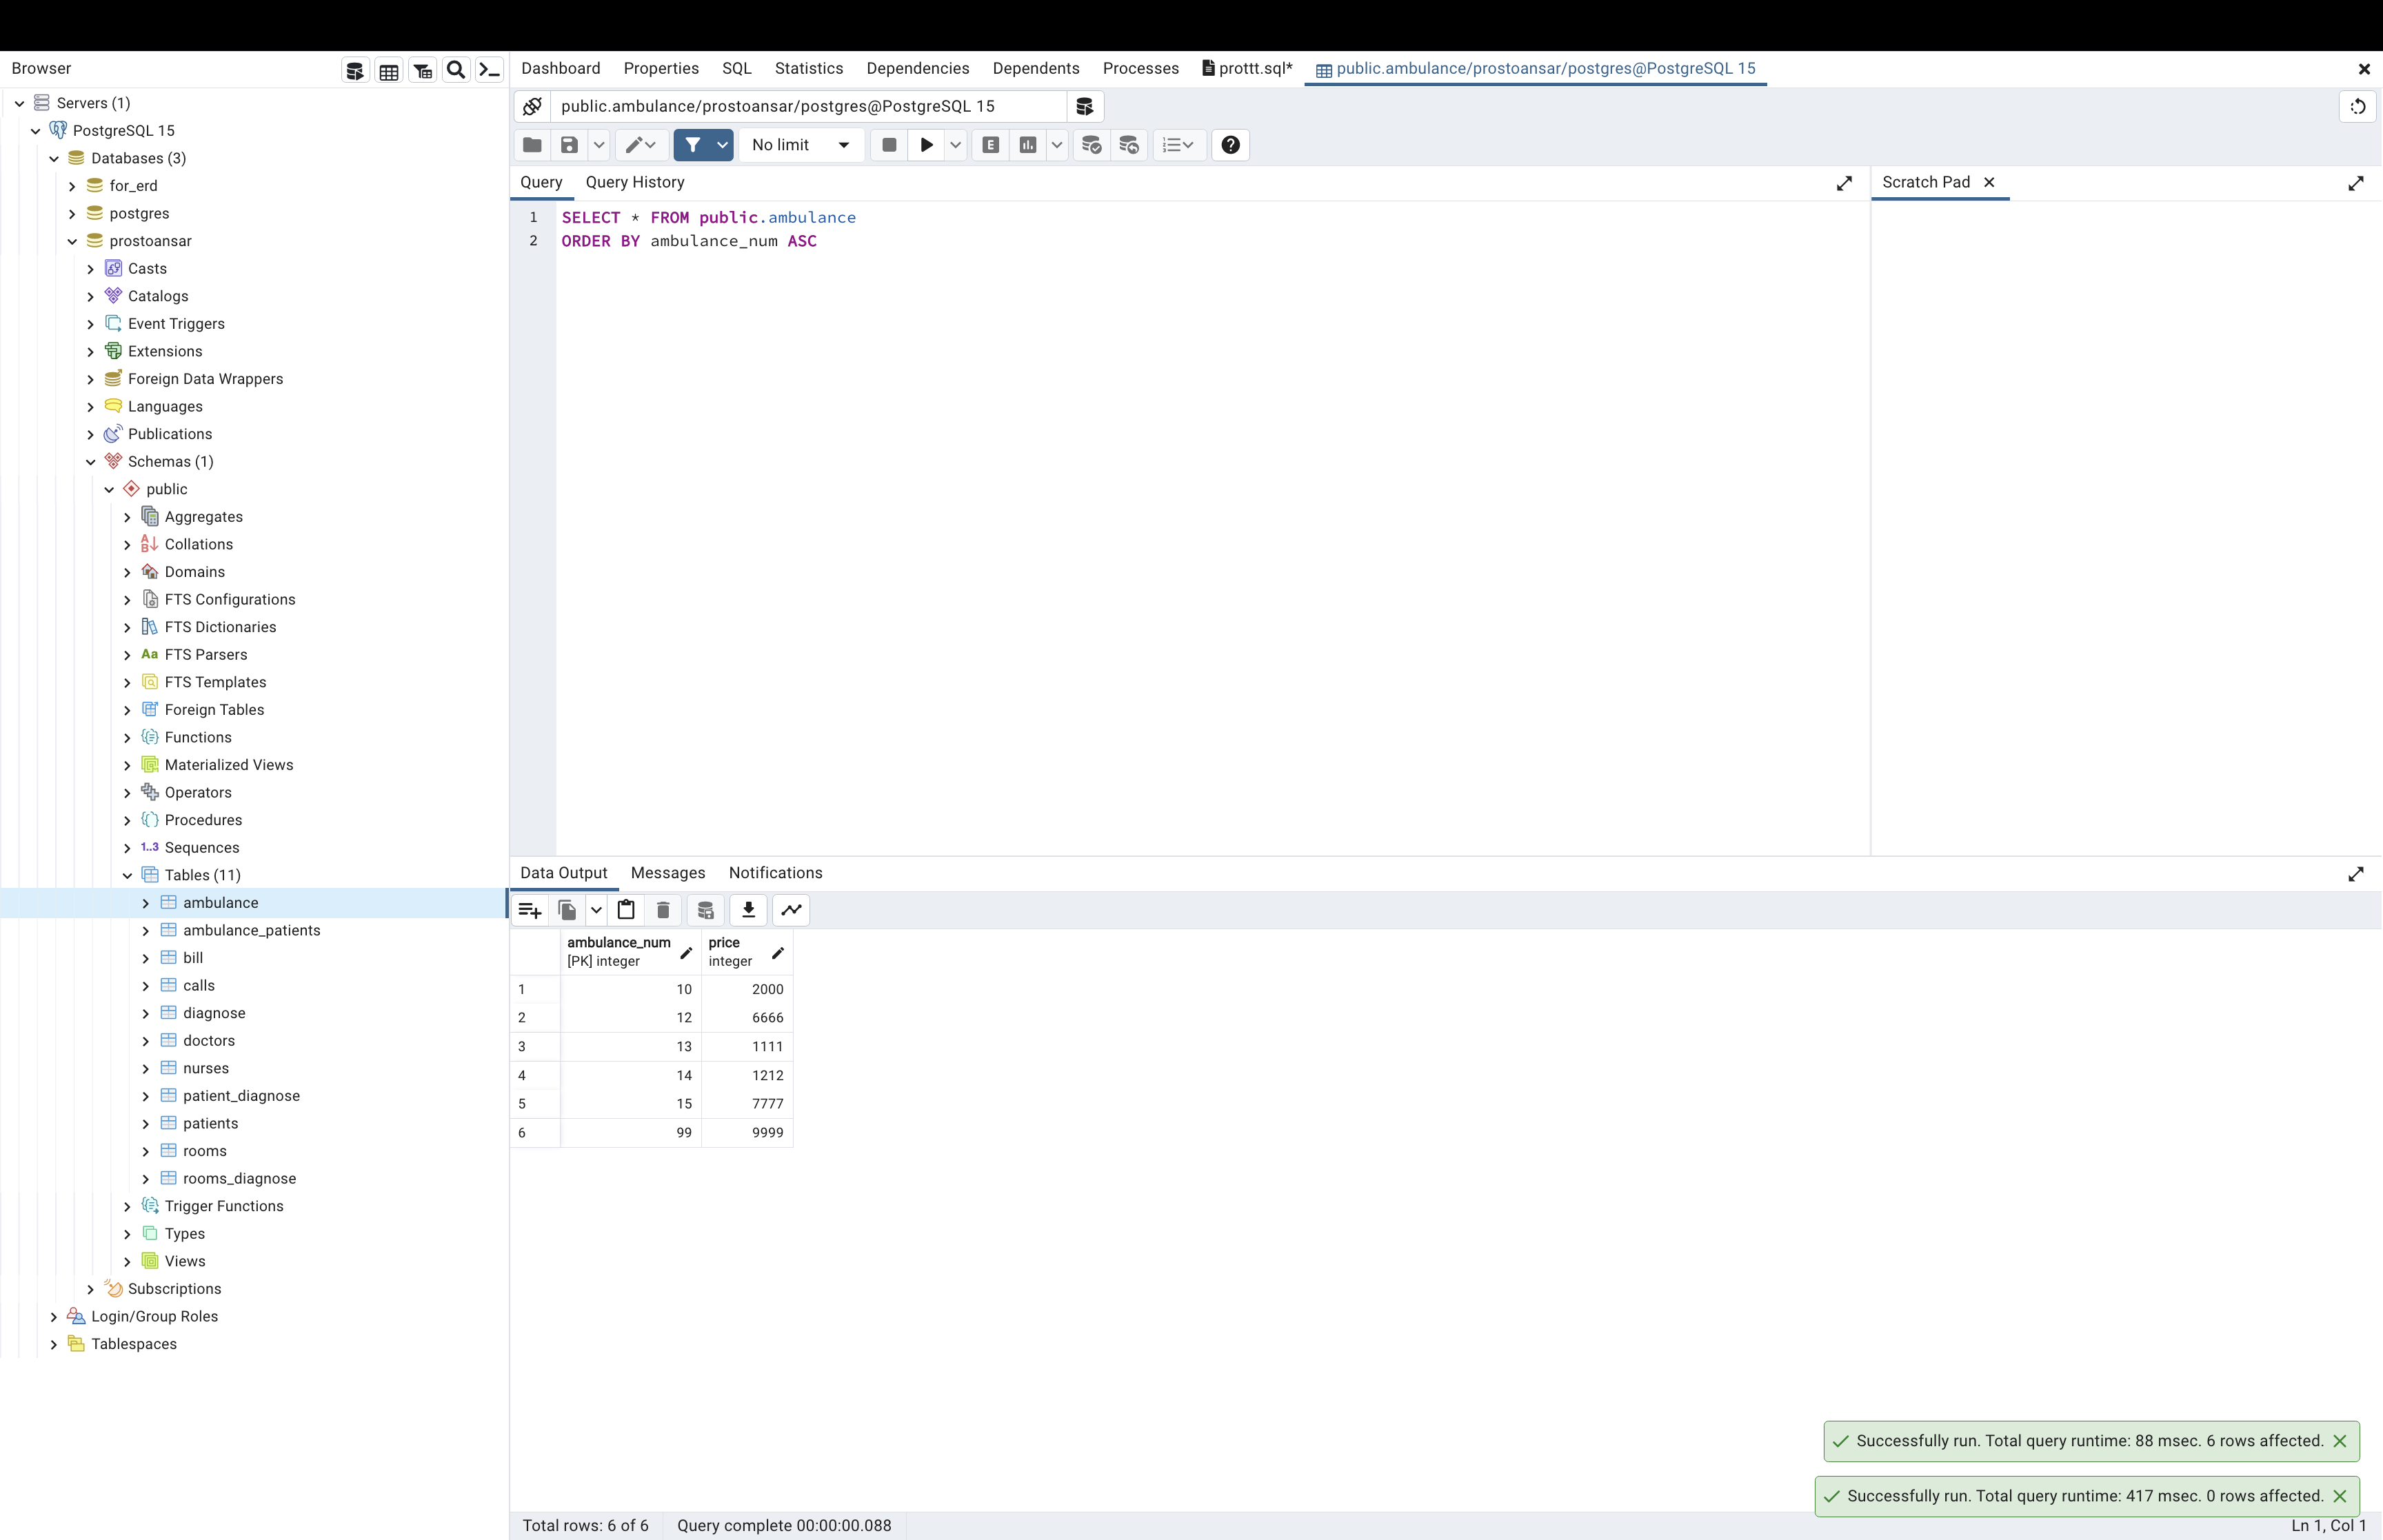 Browser
Servers (1)
PostgreSQL 15
Databases (3)
for_erd
postgres
prostoansar
Casts
Catalogs
Event Triggers
Extensions
Foreign Data Wrappers
Languages
Publications
Schemas (1)
public
Aggregates
Collations
Domains
FTS Configurations
FTS Dictionaries
Aa FTS Parsers
FTS Templates
Foreign Tables
Functions
Materialized Views
Operators
Procedures
1..3 Sequences
Tables (11)
ambulance
ambulance_patients
bill
calls
diagnose
doctors
nurses
patient_diagnose
patients
rooms
rooms_diagnose
Trigger Functions
Types
Views
Subscriptions
Login/Group Roles
Tablespaces
Dashboard Properties SQL Statistics Dependencies Dependents Processes prottt.sql* public.ambulance/prostoansar/postgres@PostgreSQL 15
public.ambulance/prostoansar/postgres@PostgreSQL 15
No limit E
Query Query History
Scratch Pad
1 SELECT * FROM public.ambulance
2 ORDER BY ambulance_num ASC
Data Output Messages Notifications
ambulance_num price
[PK] integer integer
1 10 2000
2 12 6666
3 13 1111
4 14 1212
5 15 7777
6 99 9999
Successfully run. Total query runtime: 88 msec. 6 rows affected.
Successfully run. Total query runtime: 417 msec. 0 rows affected.
Total rows: 6 of 6 Query complete 00:00:00.088 Ln 1, Col 1